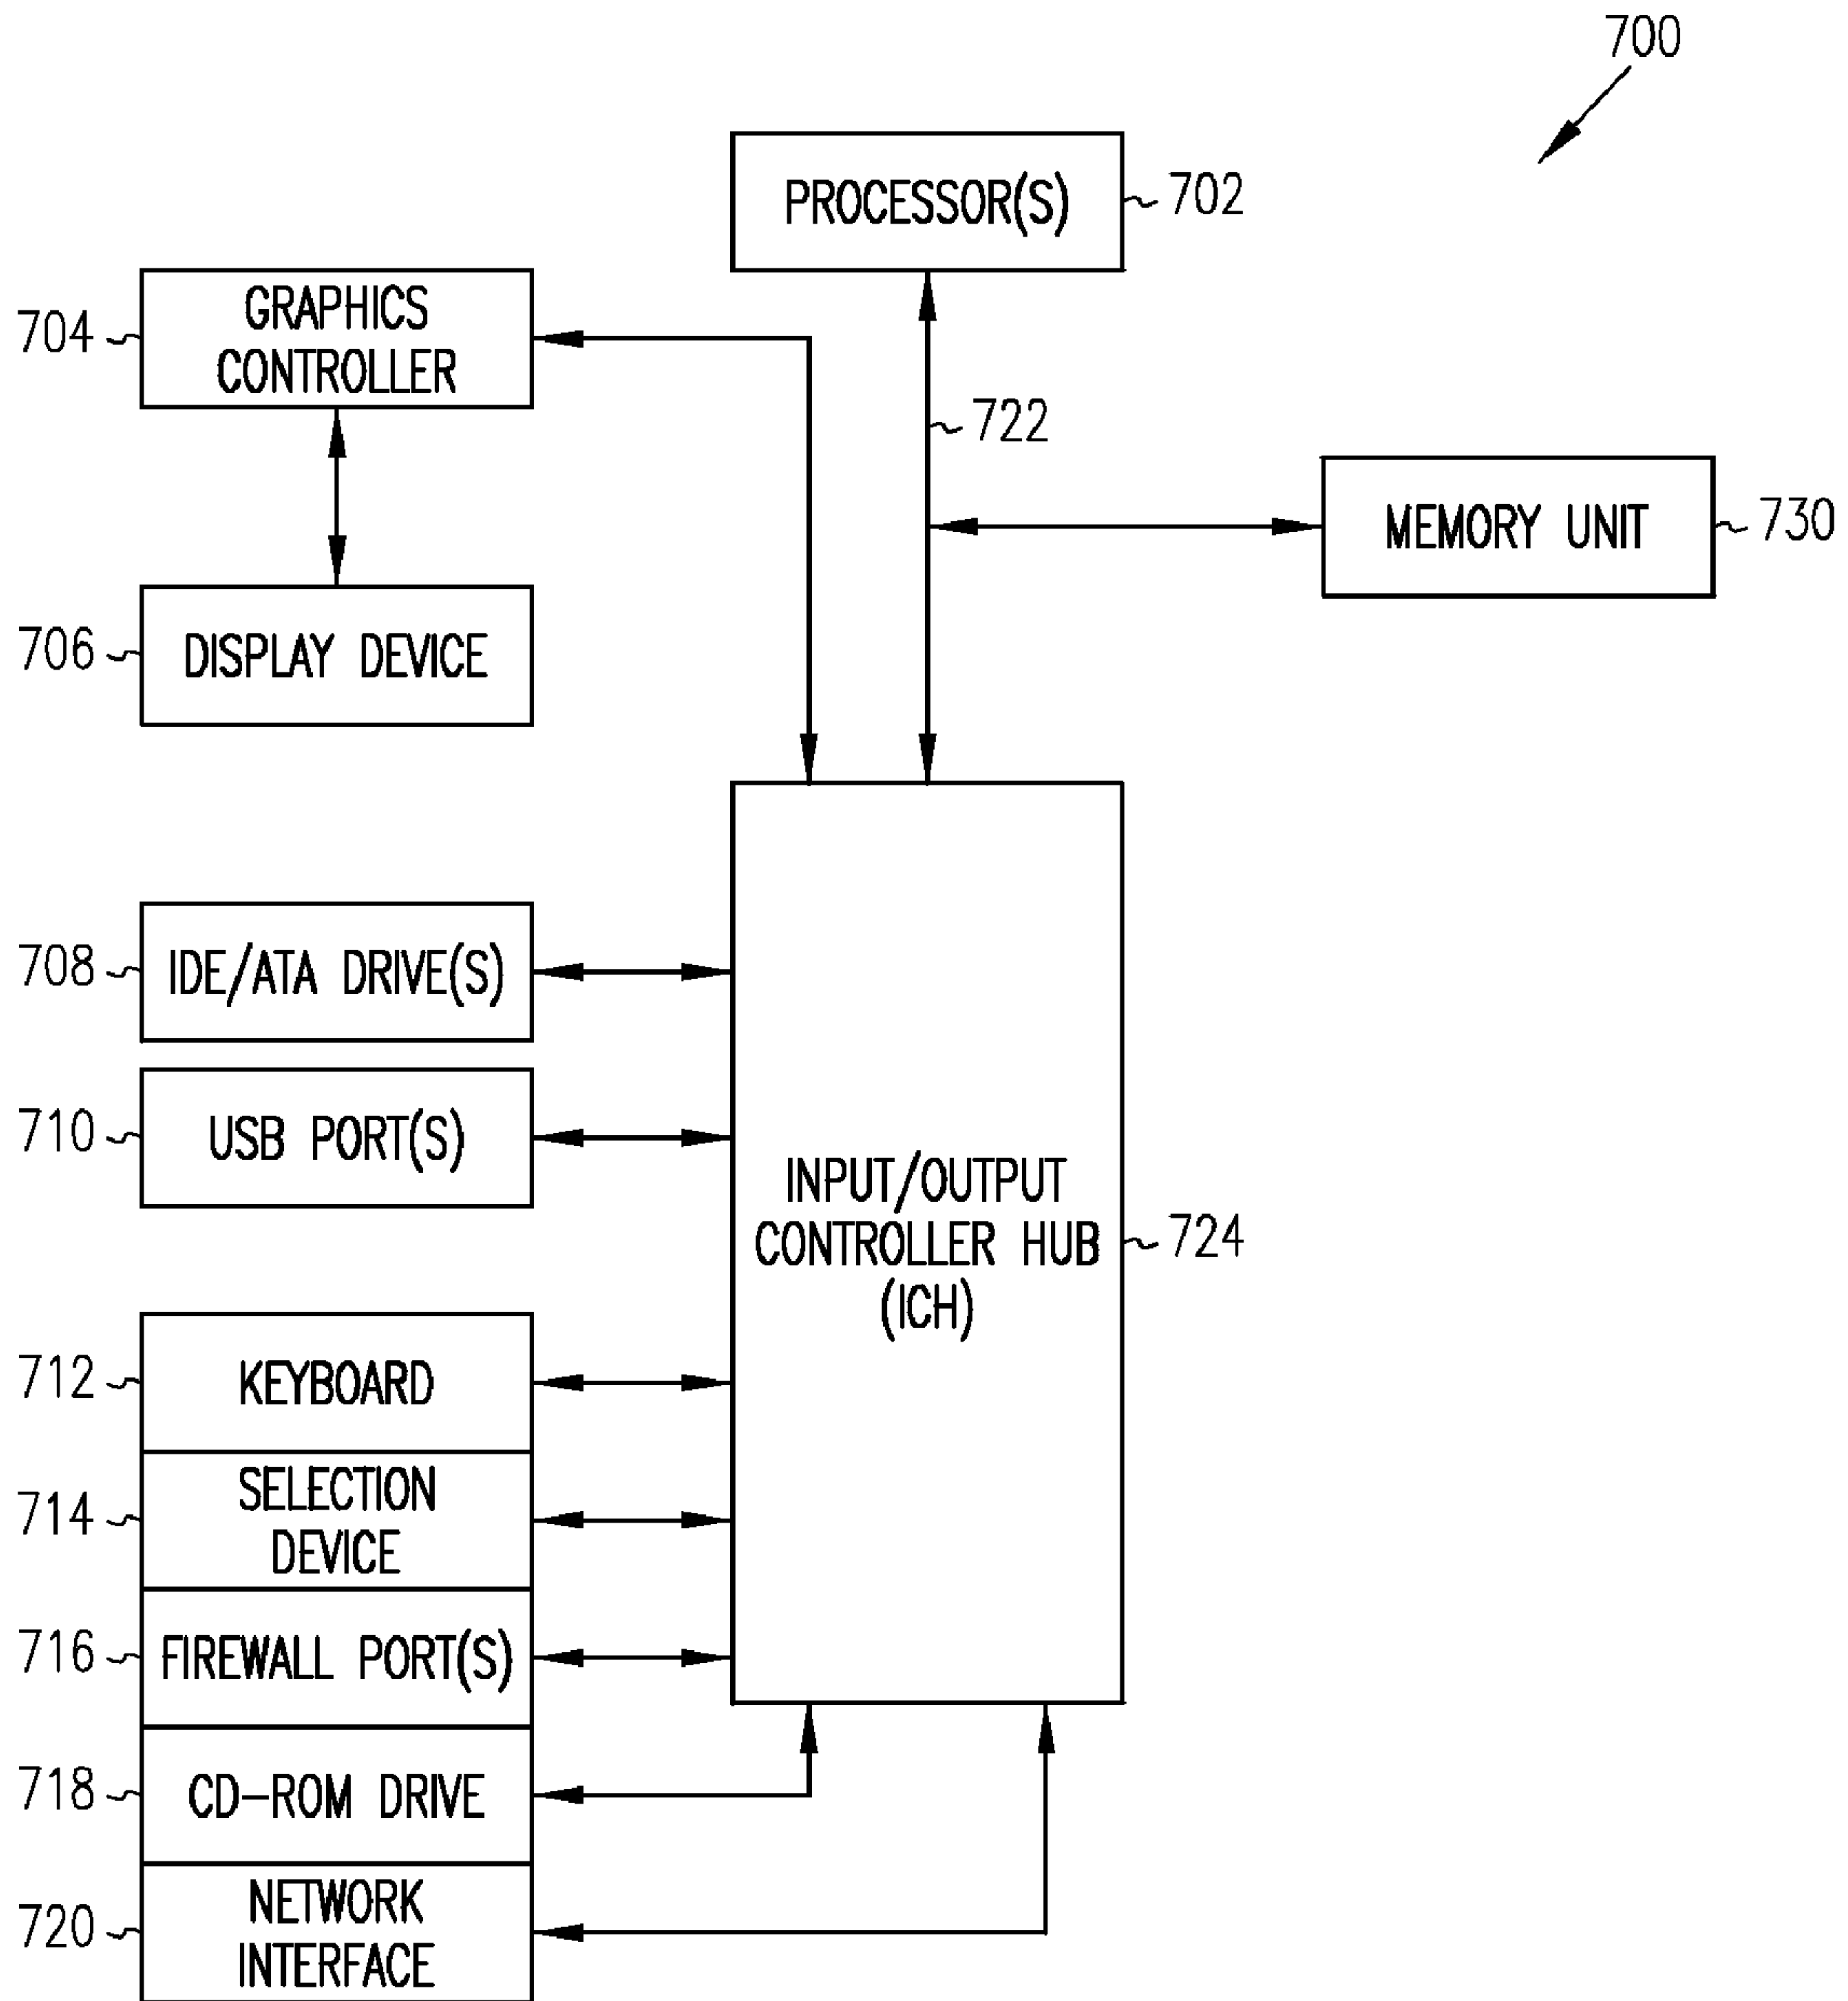 700
PROCESSOR(S)
702
704
GRAPHICS
CONTROLLER
722
MEMORY UNIT
730
706
DISPLAY DEVICE
708
IDE/ATA DRIVE(S)
710
USB PORT(S)
INPUT/OUTPUT
CONTROLLER HUB
(ICH)
724
712
KEYBOARD
714
SELECTION
DEVICE
716
FIREWALL PORT(S)
718
CD-ROM DRIVE
720
NETWORK
INTERFACE